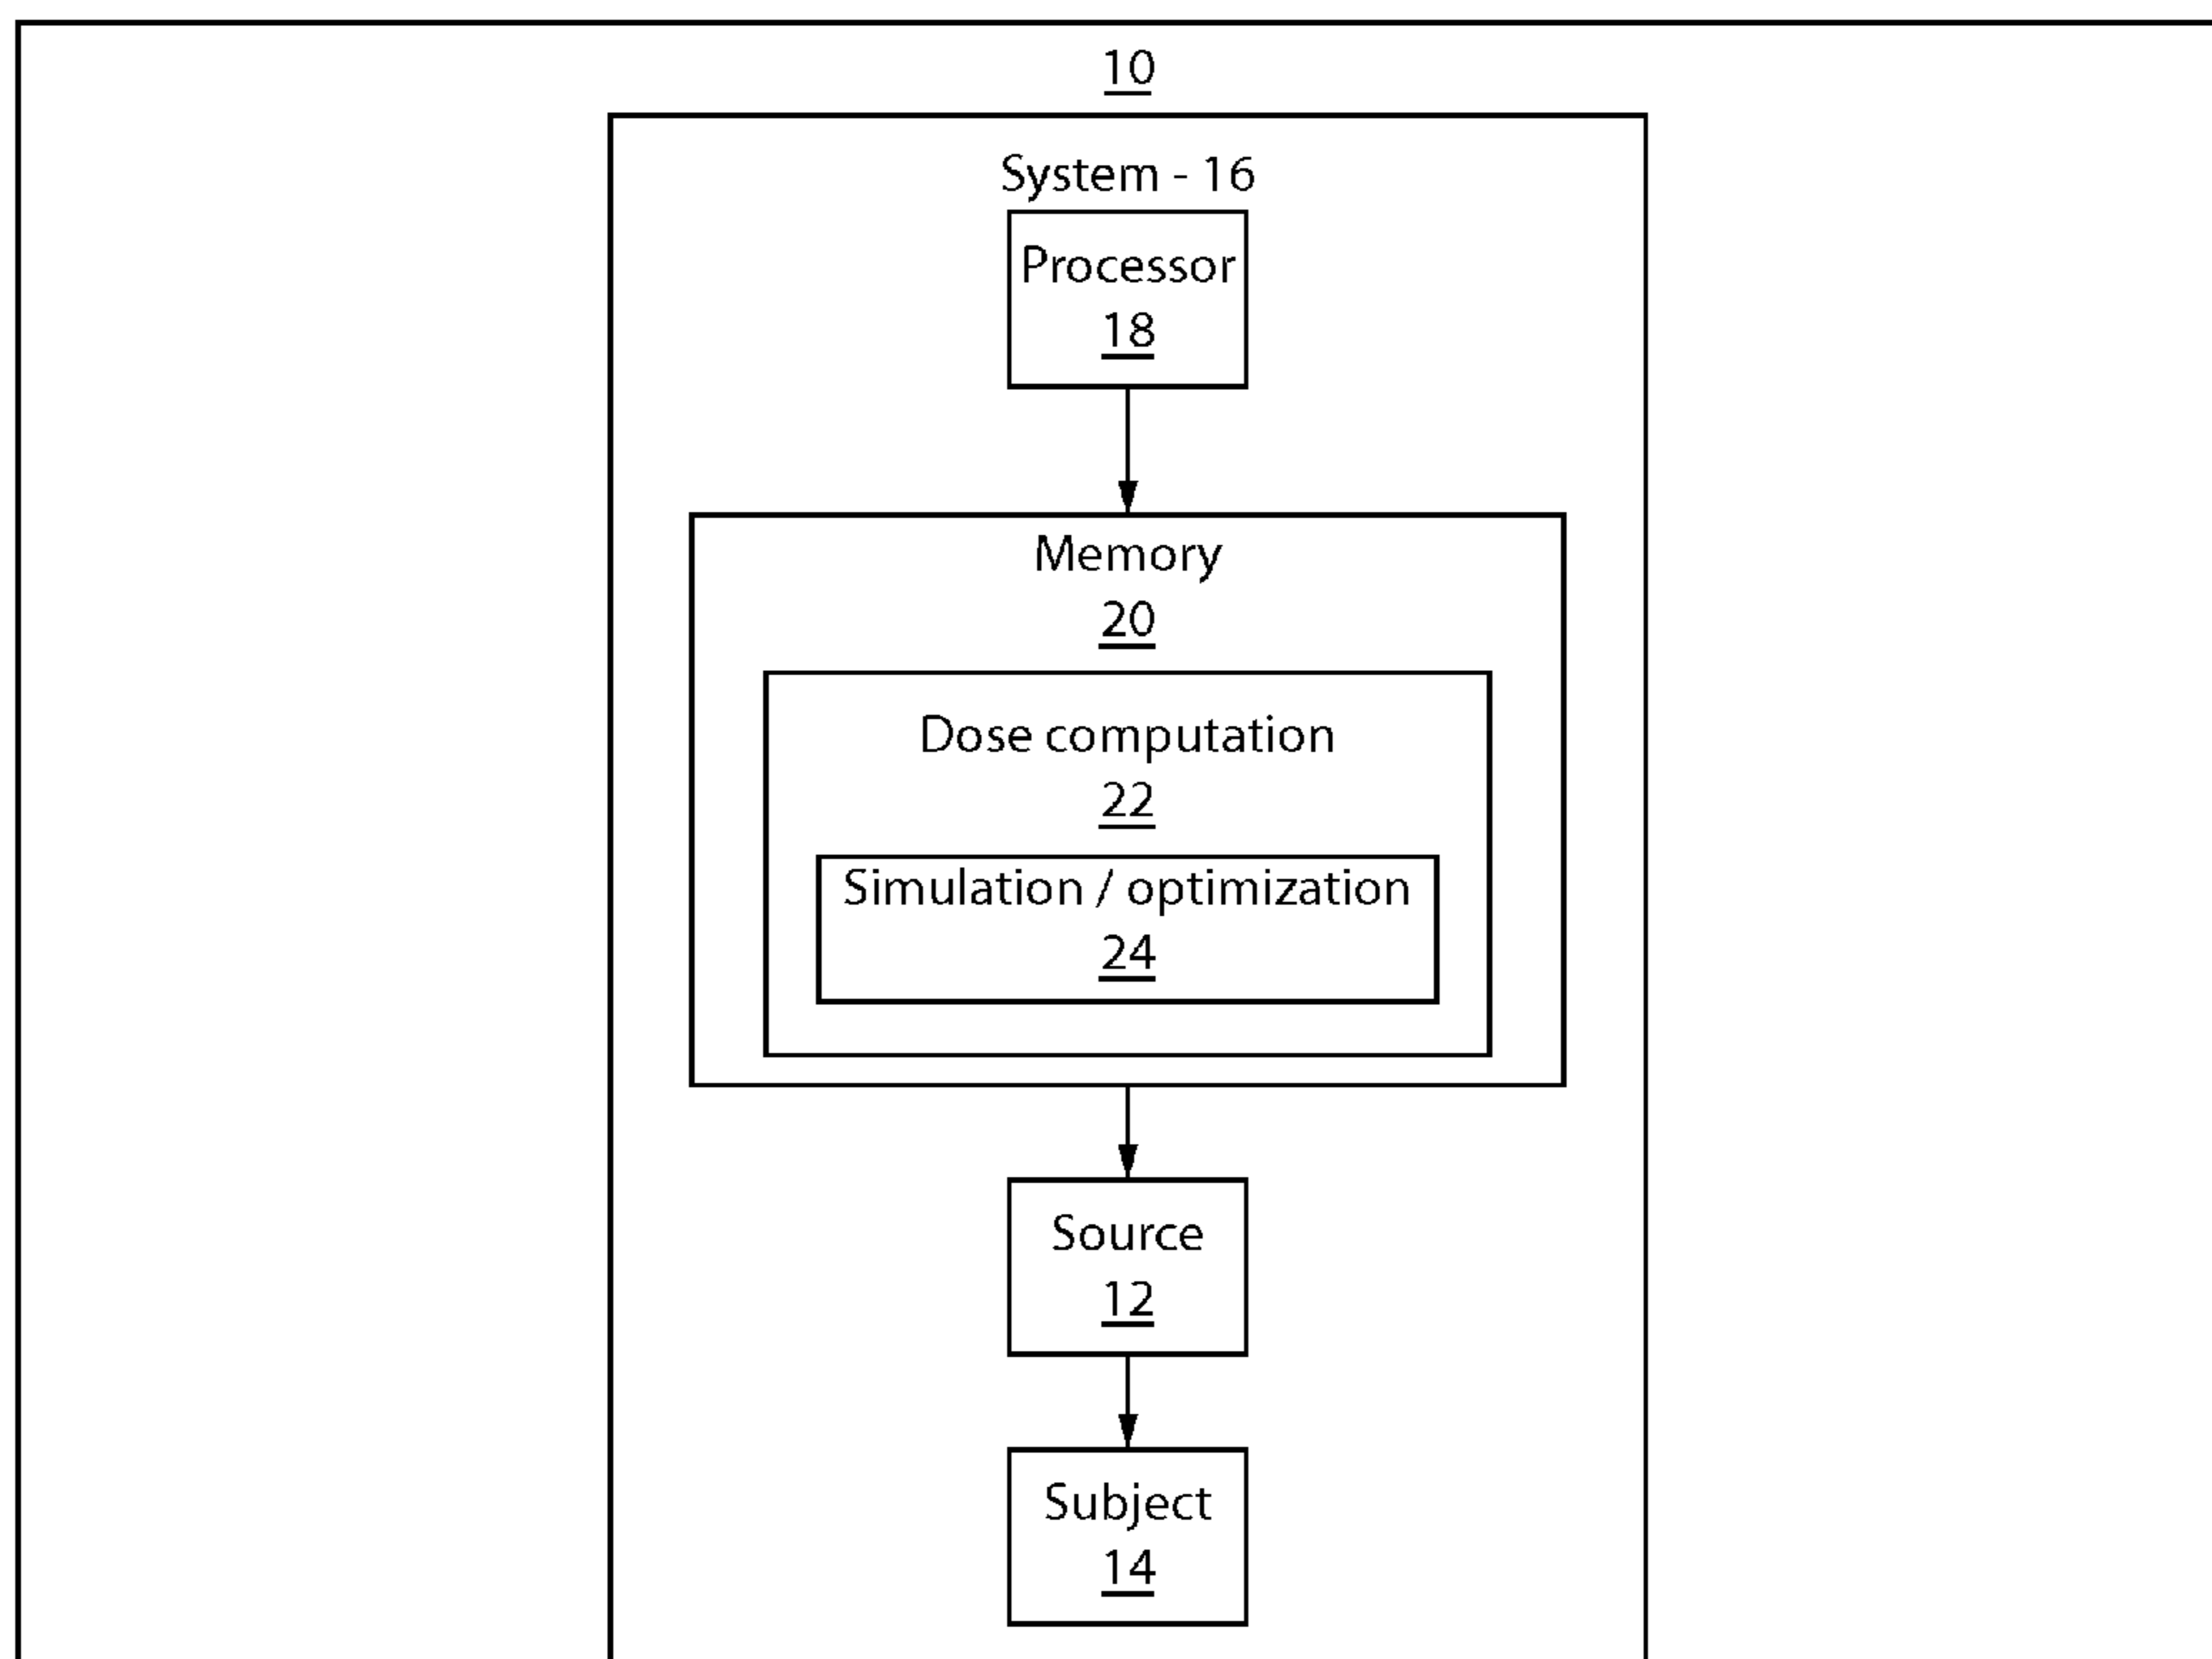 10
System - 16
Processor
18
Memory
20
Dose computation
22
Simulation / optimization
24
Source
12
Subject
14